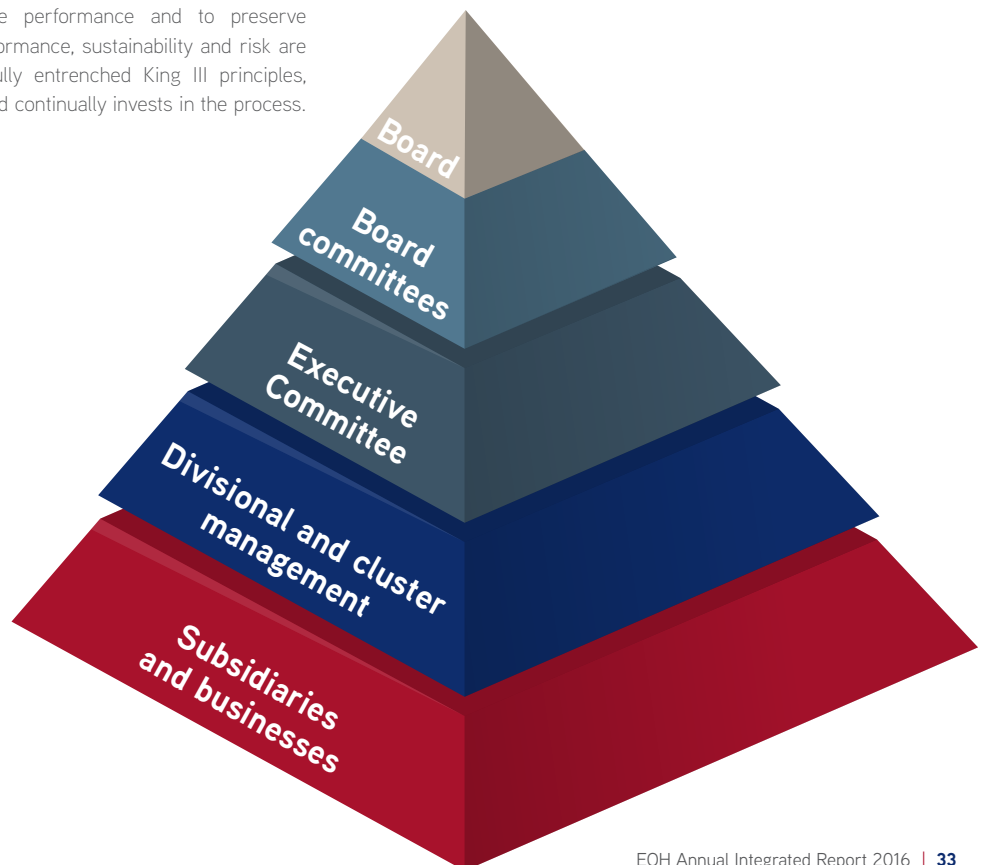 e performance and to preserve
ormance, sustainability and risk are
ully entrenched King III principles,
d continually invests in the process.
Board
Board
committees
Executive
Committee
Divisional and cluster
management
Subsidiaries
and businesses
EOH Annual Integrated Report 2016 | 33